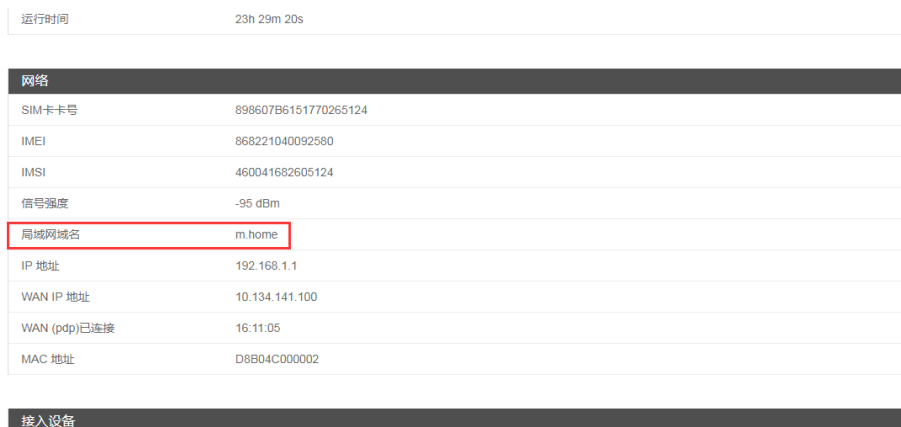 运行时间 23h 29m 20s
网络
SIM卡卡号 898607B6151770265124
IMEI 868221040092580
IMSI 460041682605124
信号强度 -95 dBm
局域网域名 m.home
IP 地址 192.168.1.1
WAN IP 地址 10.134.141.100
WAN (pdp)已连接 16:11:05
MAC 地址 D8B04C000002
接入设备